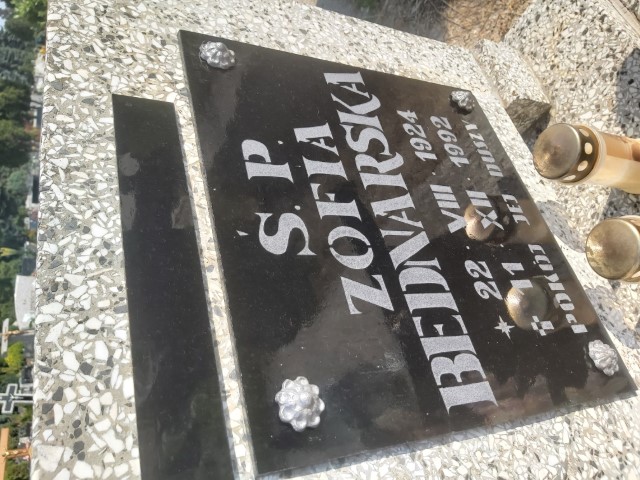 Ś.P
ZOFIA
BEDNARSKA
* 22 VIII 1924
✝ 11 XII 1992
POKÓJ JEJ DUSZY